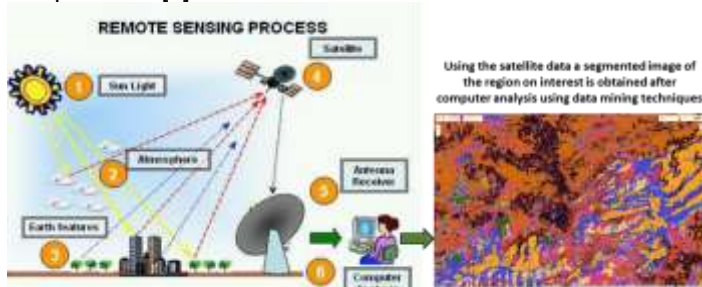 REMOTE SENSING PROCESS
Satellite
4
1
Sun Light
Using the satellite data a segmented image of
the region on interest is obtained after
computer analysis using data mining techniques
2
Atmosphere
5
Antenna
Receiver
Earth features
3
6
Computer